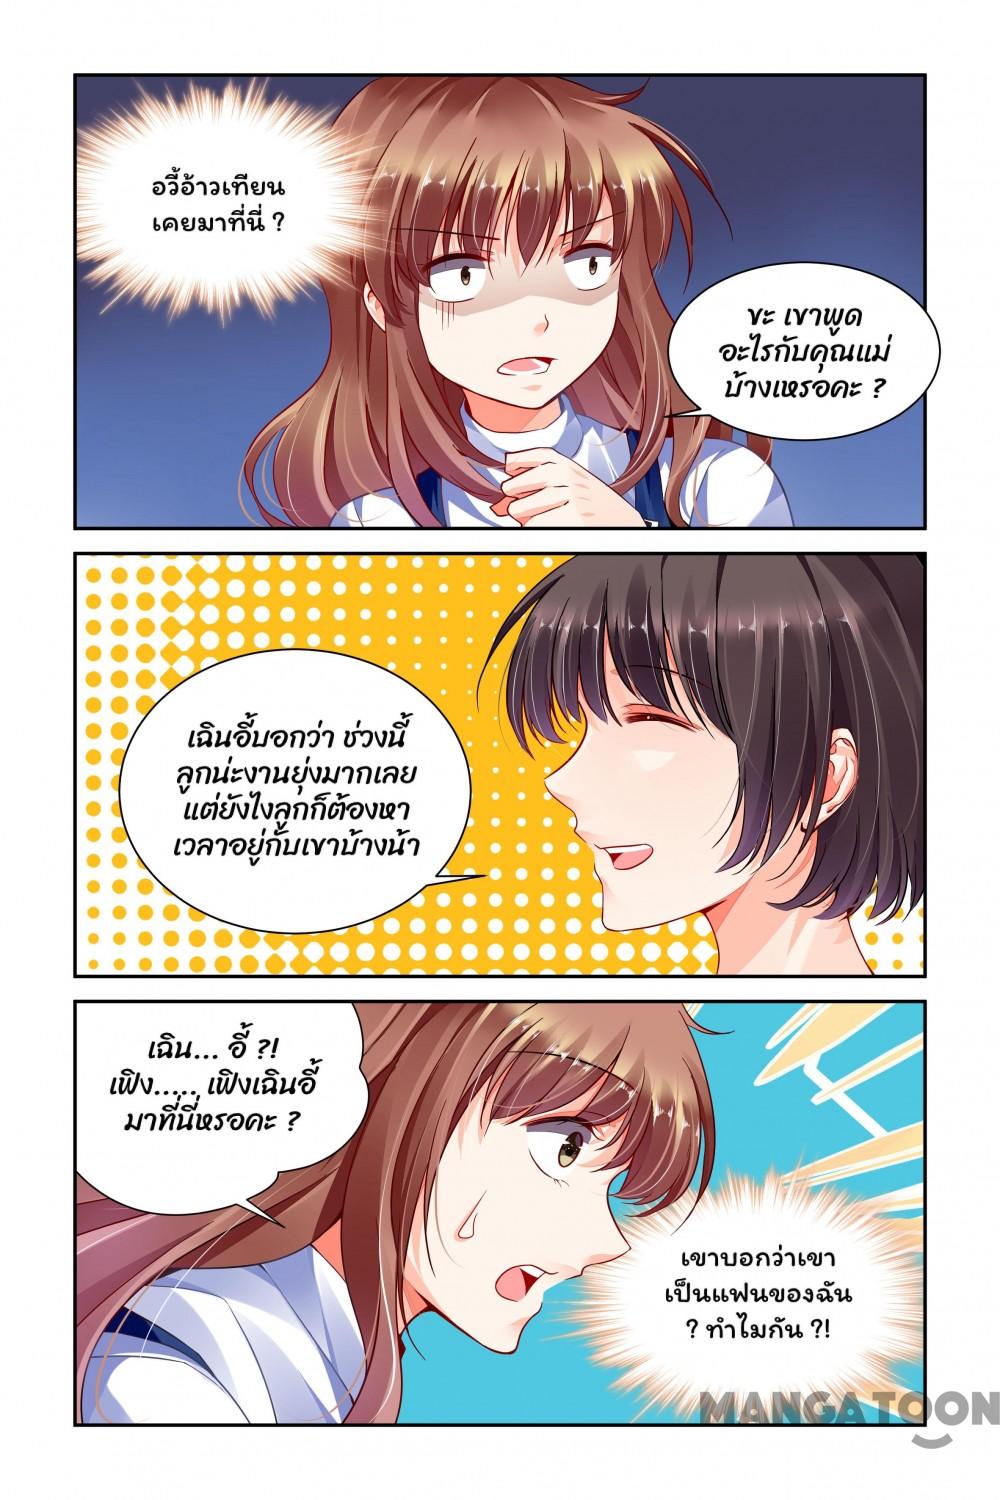 อวี้อ้าวเทียน
เคยมาที่นี่ ?
ขะ เขาพูด
อะไรกับคุณแม่
บ้างเหรอคะ ?
เฉินอี้บอกว่า ช่วงนี้
ลูกน่ะงานยุ่งมากเลย
แต่ยังไงลูกก็ต้องหา
เวลาอยู่กับเขาบ้างน้า
เฉิน... อี้ ?!
เฟิง..... เฟิงเฉินอี้
มาที่นี่หรอคะ ?
เขาบอกว่าเขา
เป็นแฟนของฉัน
? ทำไมกัน ?!
MANGATOON